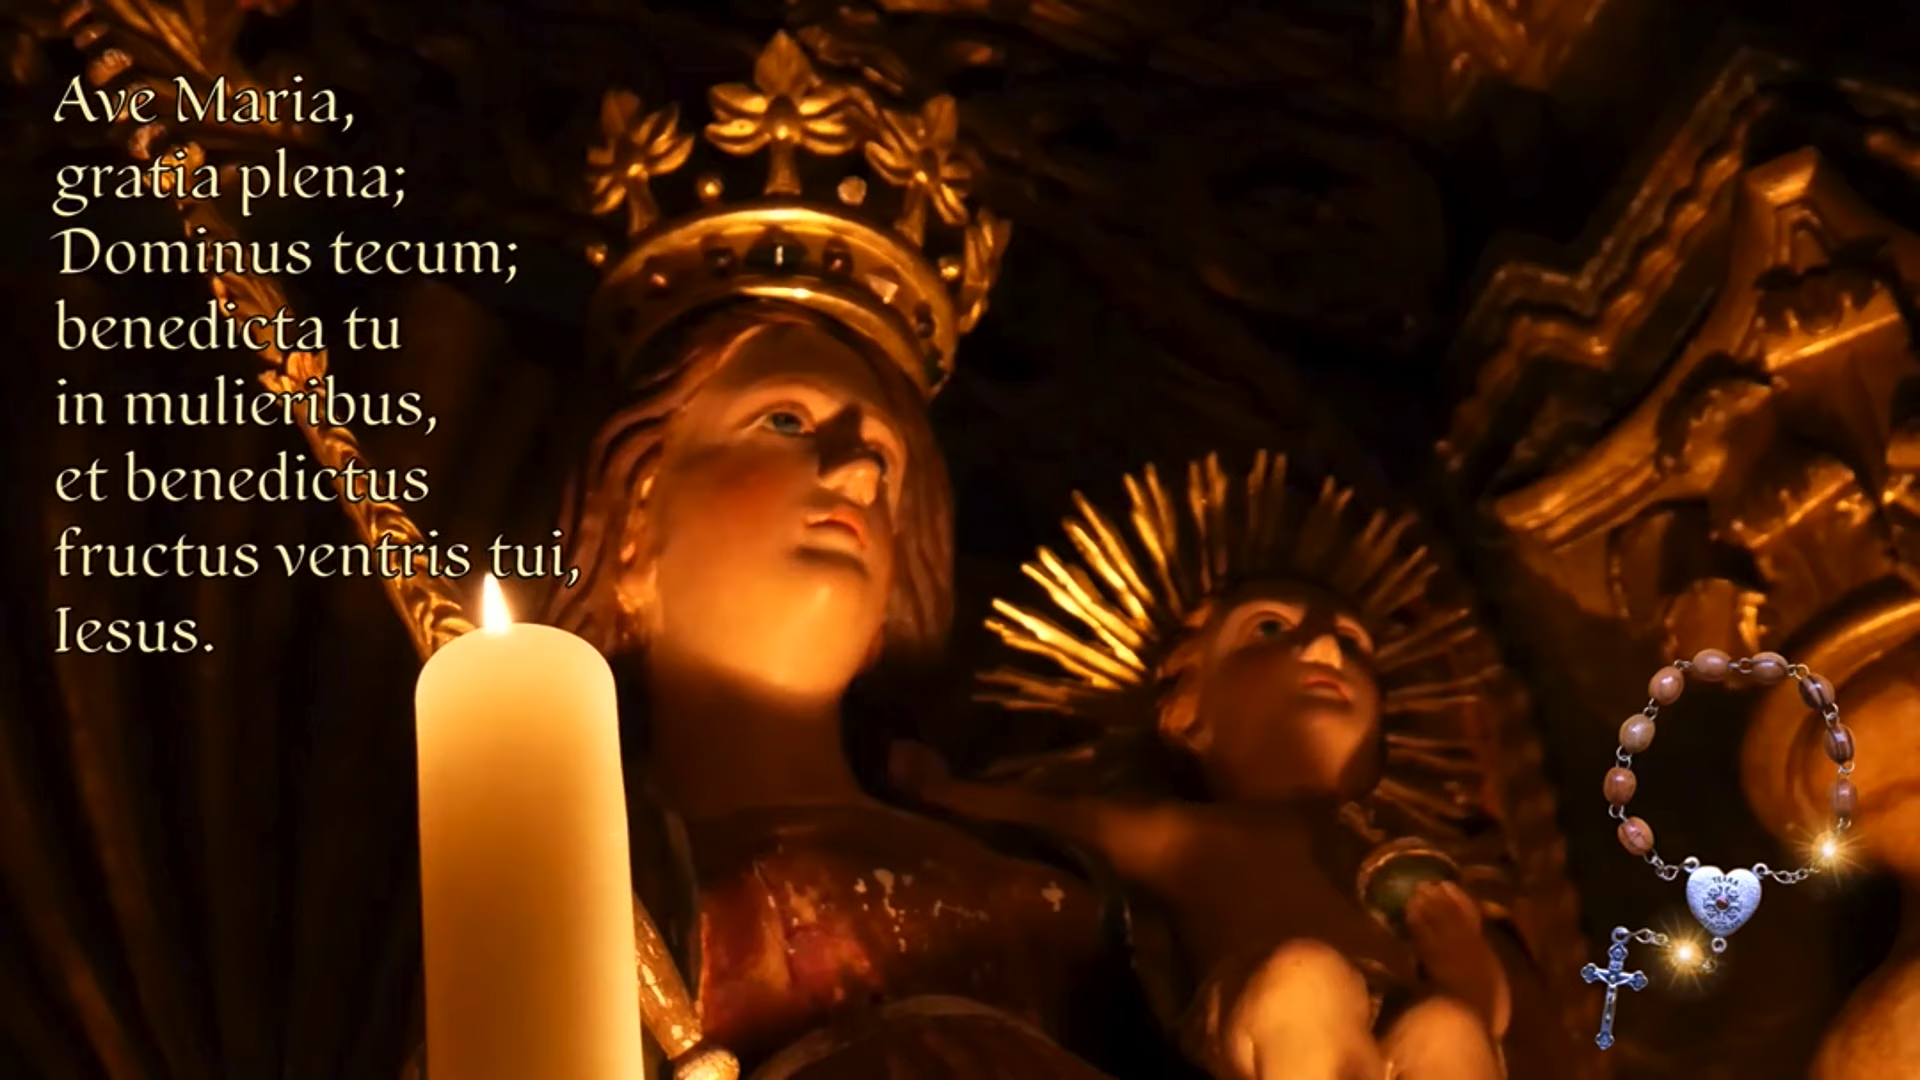 Ave Maria,
gratia plena;
Dominus tecum;
benedicta tu
in mulieribus,
et benedictus
fructus ventris tui,
Iesus.